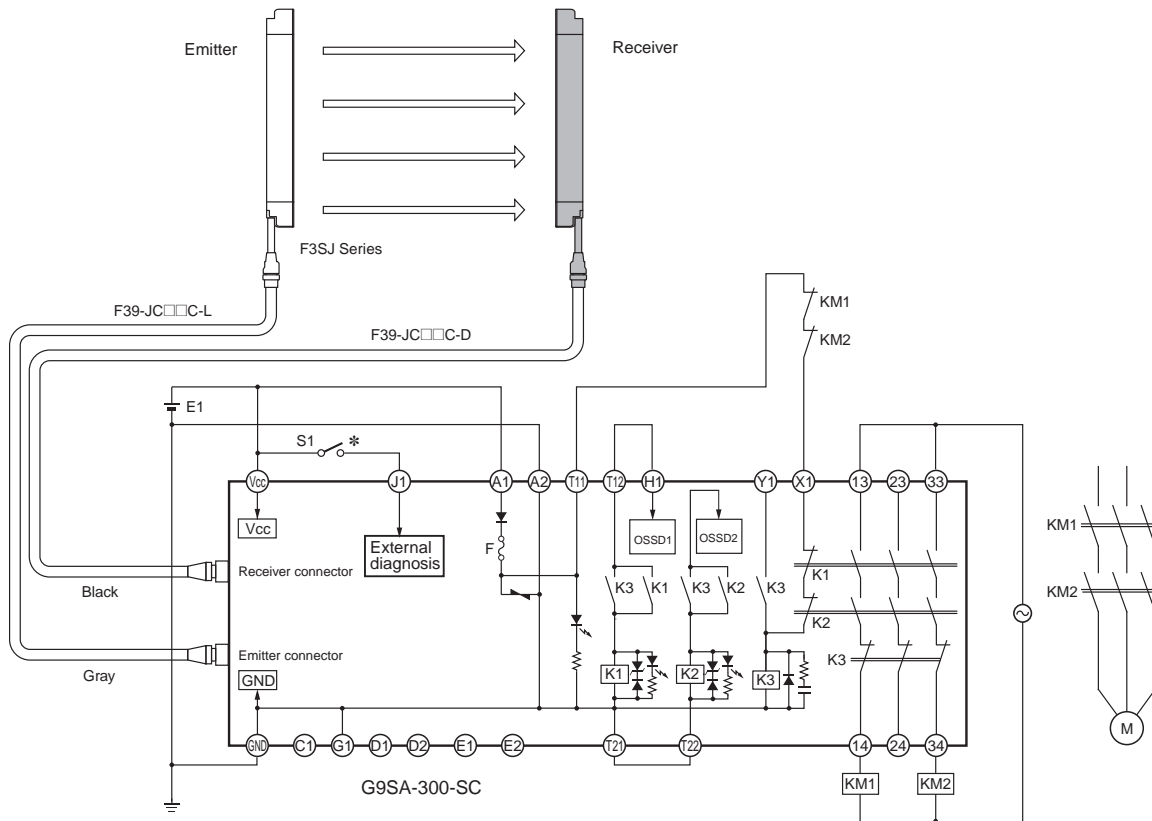 Emitter
Receiver
F3SJ Series
F39-JC□□C-L
F39-JC□□C-D
KM1
KM2
E1
S1 *
Vcc
J1
A1
A2
T11
T12
H1
Y1
X1
13
23
33
Vcc
External
diagnosis
F
OSSD1
OSSD2
KM1
KM2
Receiver connector
Black
K3
K1
K3
K2
K3
K1
K2
K3
Emitter connector
Gray
GND
K1
K2
K3
M
GND
C1
G1
D1
D2
E1
E2
T21
T22
14
24
34
G9SA-300-SC
KM1
KM2